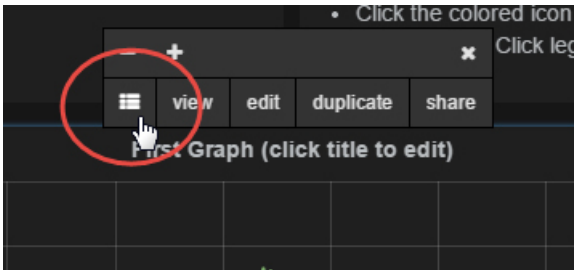 • Click the colored icon
Click leg
− + ✖
view edit duplicate share
First Graph (click title to edit)